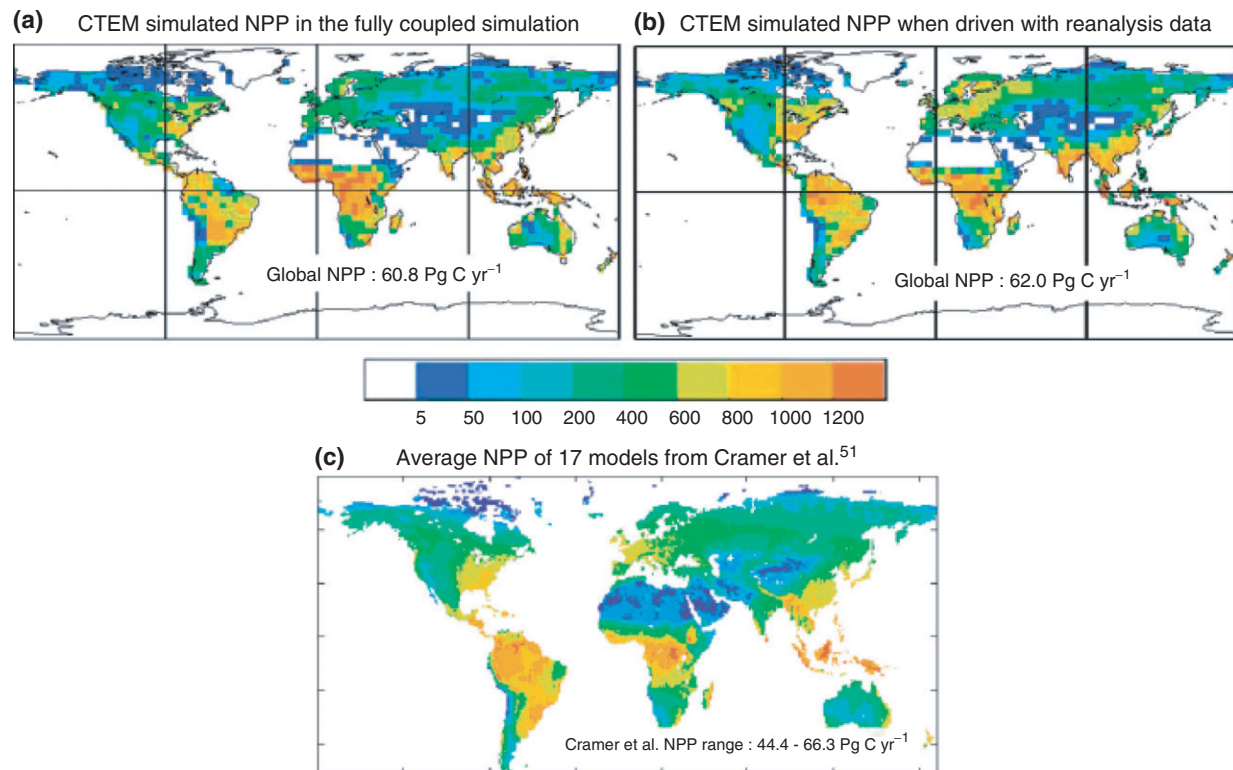 (a) CTEM simulated NPP in the fully coupled simulation
(b) CTEM simulated NPP when driven with reanalysis data
Global NPP : 60.8 Pg C yr⁻¹
Global NPP : 62.0 Pg C yr⁻¹
5 50 100 200 400 600 800 1000 1200
(c) Average NPP of 17 models from Cramer et al.⁵¹
Cramer et al. NPP range : 44.4 - 66.3 Pg C yr⁻¹